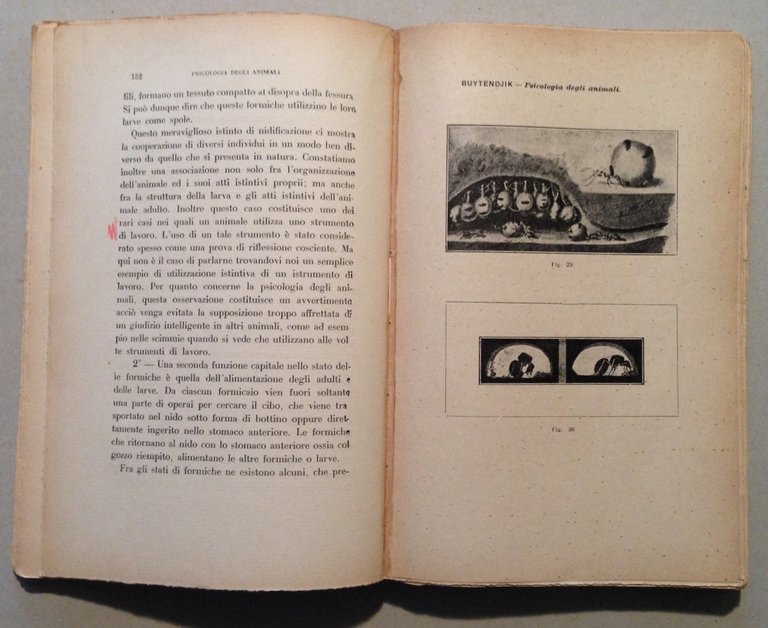 152
PSICOLOGIA DEGLI ANIMALI
fili, formano un tessuto compatto al disopra della fessura
Si può dunque dire che queste formiche utilizzino le loro
larve come spole.
Questo meraviglioso istinto di nidificazione ci mostra
la cooperazione di diversi individui in un modo ben di-
verso da quello che si presenta in natura. Constatiamo
inoltre una associazione non solo fra l'organizzazione
dell'animale ed i suoi atti istintivi proprii; ma anche
fra la struttura della larva e gli atti istintivi dell'ani-
male adulto. Inoltre questo caso costituisce uno dei
rari casi nei quali un animale utilizza uno strumento
di lavoro. L'uso di un tale strumento è stato conside-
rato spesso come una prova di riflessione cosciente. Ma
qui non è il caso di parlarne trovandovi noi un semplice
esempio di utilizzazione istintiva di un istrumento di
lavoro. Per quanto concerne la psicologia degli ani-
mali, questa osservazione costituisce un avvertimento
acciò venga evitata la supposizione troppo affrettata di
un giudizio intelligente in altri animali, come ad esem-
pio nelle scimmie quando si vede che utilizzano alle vol
te strumenti di lavoro.
2° — Una seconda funzione capitale nello stato del-
le formiche è quella dell'alimentazione degli adulti e
delle larve. Da ciascun formicaio vien fuori soltanto
una parte di operai per cercare il cibo, che viene tra
sportato nel nido sotto forma di bottino oppure diret-
tamente ingerito nello stomaco anteriore. Le formiche
che ritornano al nido con lo stomaco anteriore ossia col
gozzo riempito, alimentano le altre formiche o larve.
Fra gli stati di formiche ne esistono alcuni, che pre-
BUYTENDJIK — Psicologia degli animali.
Fig. 29.
Fig. 30